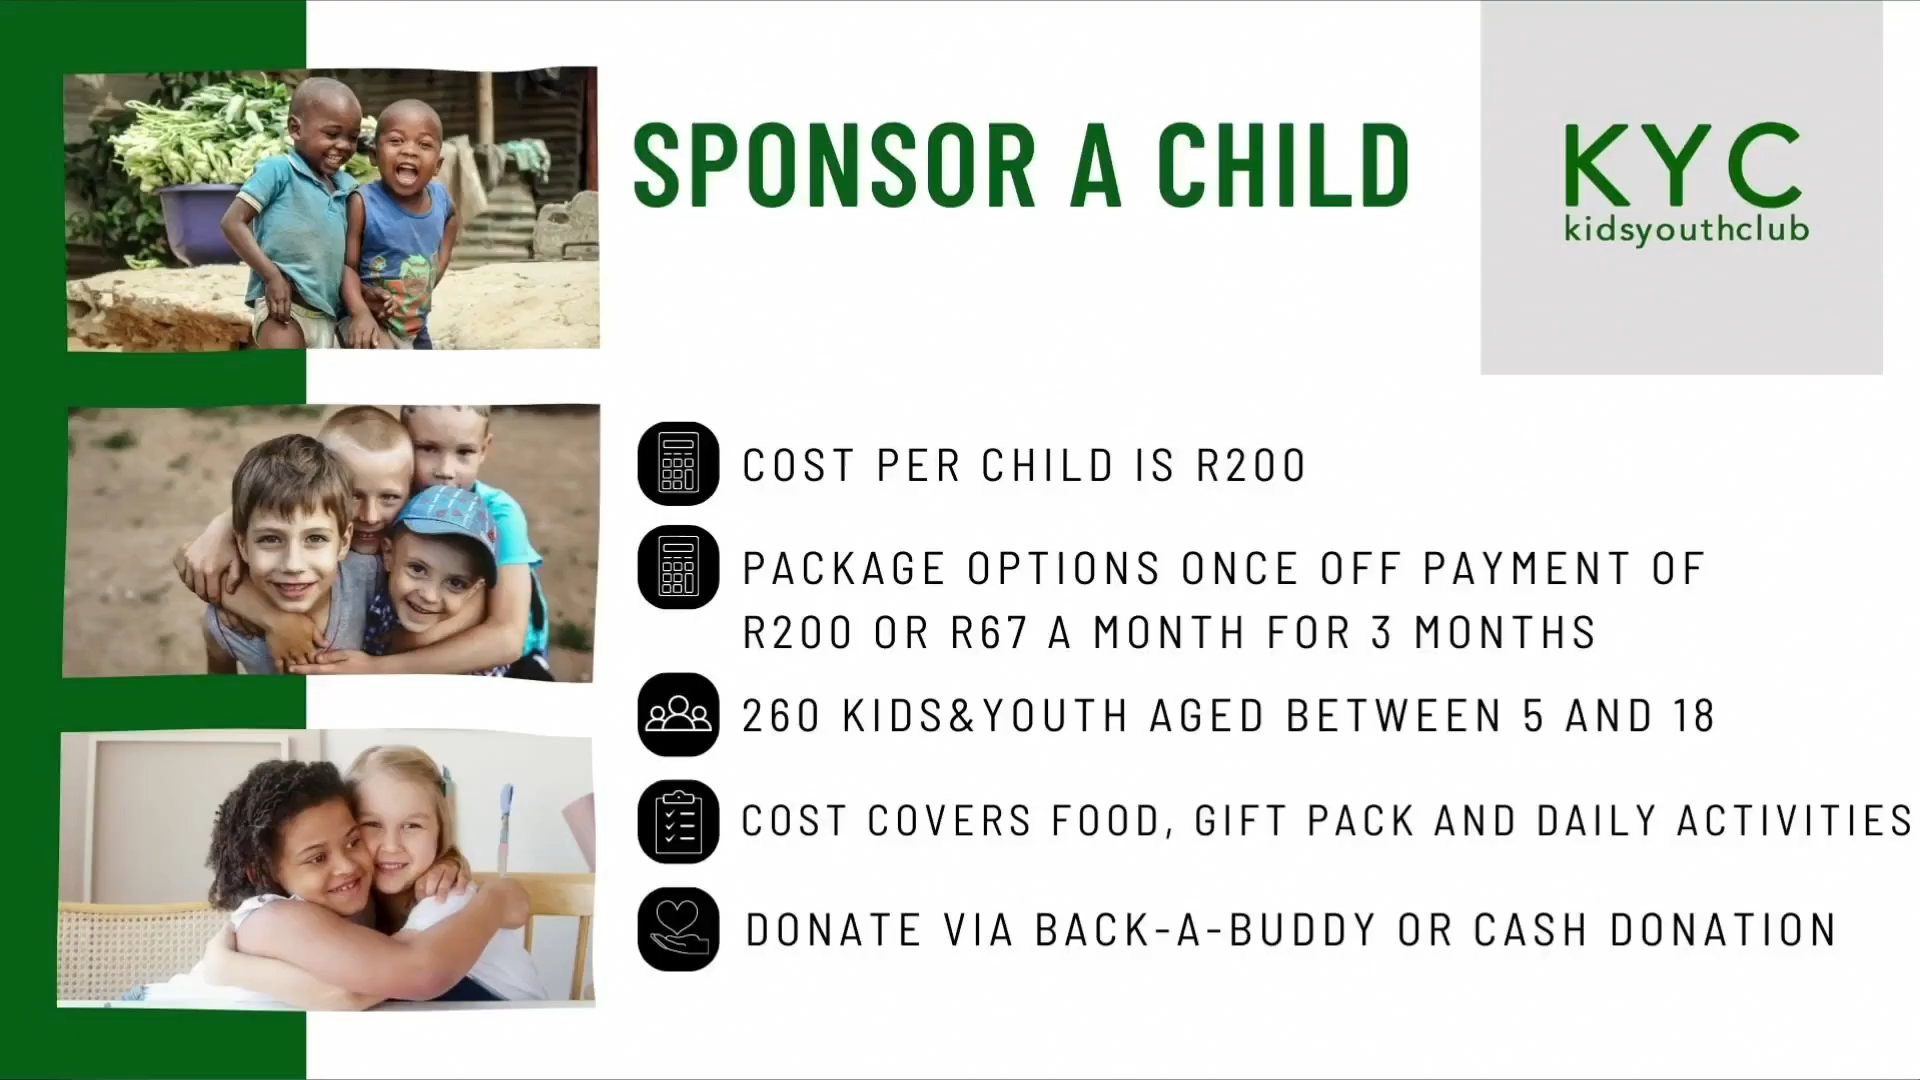 SPONSOR A CHILD
KYC
kidsyouthclub
COST PER CHILD IS R200
PACKAGE OPTIONS ONCE OFF PAYMENT OF
R200 OR R67 A MONTH FOR 3 MONTHS
260 KIDS&YOUTH AGED BETWEEN 5 AND 18
COST COVERS FOOD, GIFT PACK AND DAILY ACTIVITIES
DONATE VIA BACK-A-BUDDY OR CASH DONATION